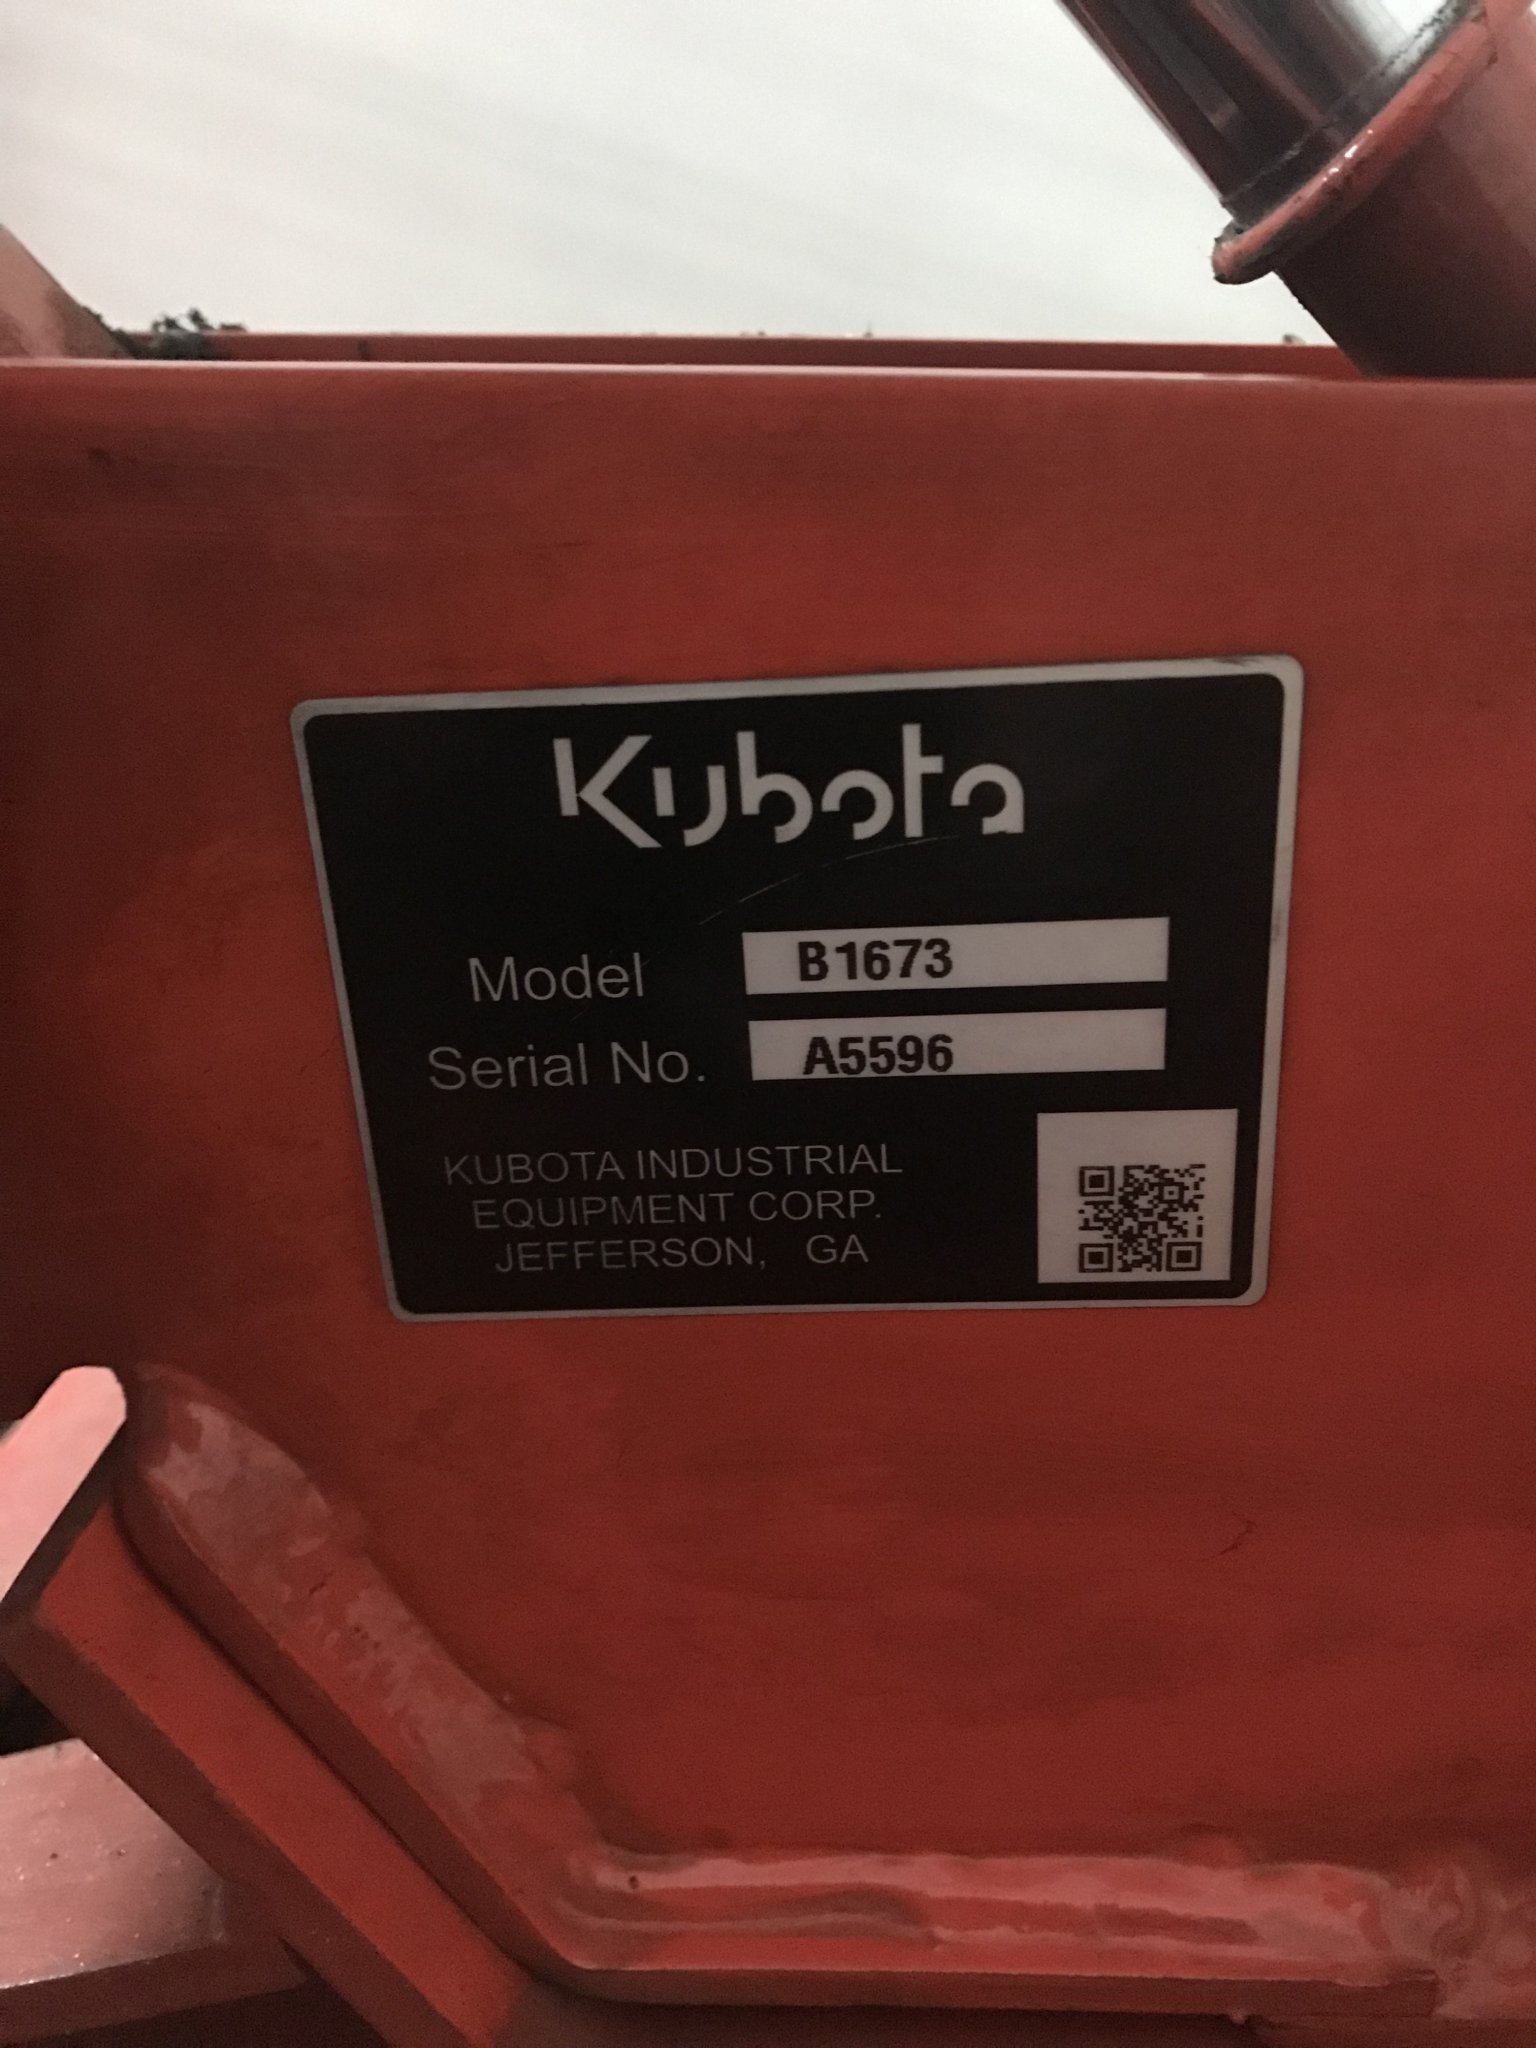 Kubota
Model B1673
Serial No. A5596
KUBOTA INDUSTRIAL
EQUIPMENT CORP.
JEFFERSON, GA